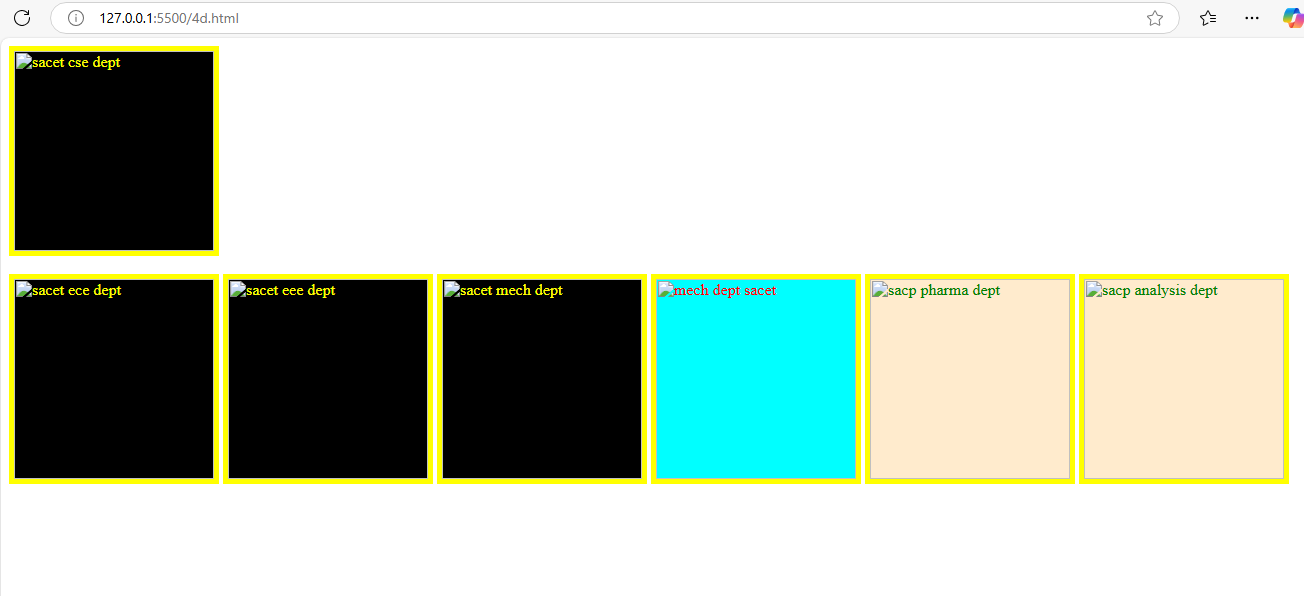 127.0.0.1:5500/4d.html
sacet cse dept
sacet ece dept
sacet eee dept
sacet mech dept
mech dept sacet
sacp pharma dept
sacp analysis dept